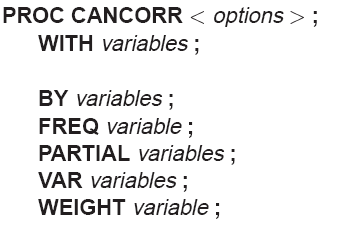 PROC CANCORR < options > ;
WITH variables ;
BY variables ;
FREQ variable ;
PARTIAL variables ;
VAR variables ;
WEIGHT variable ;